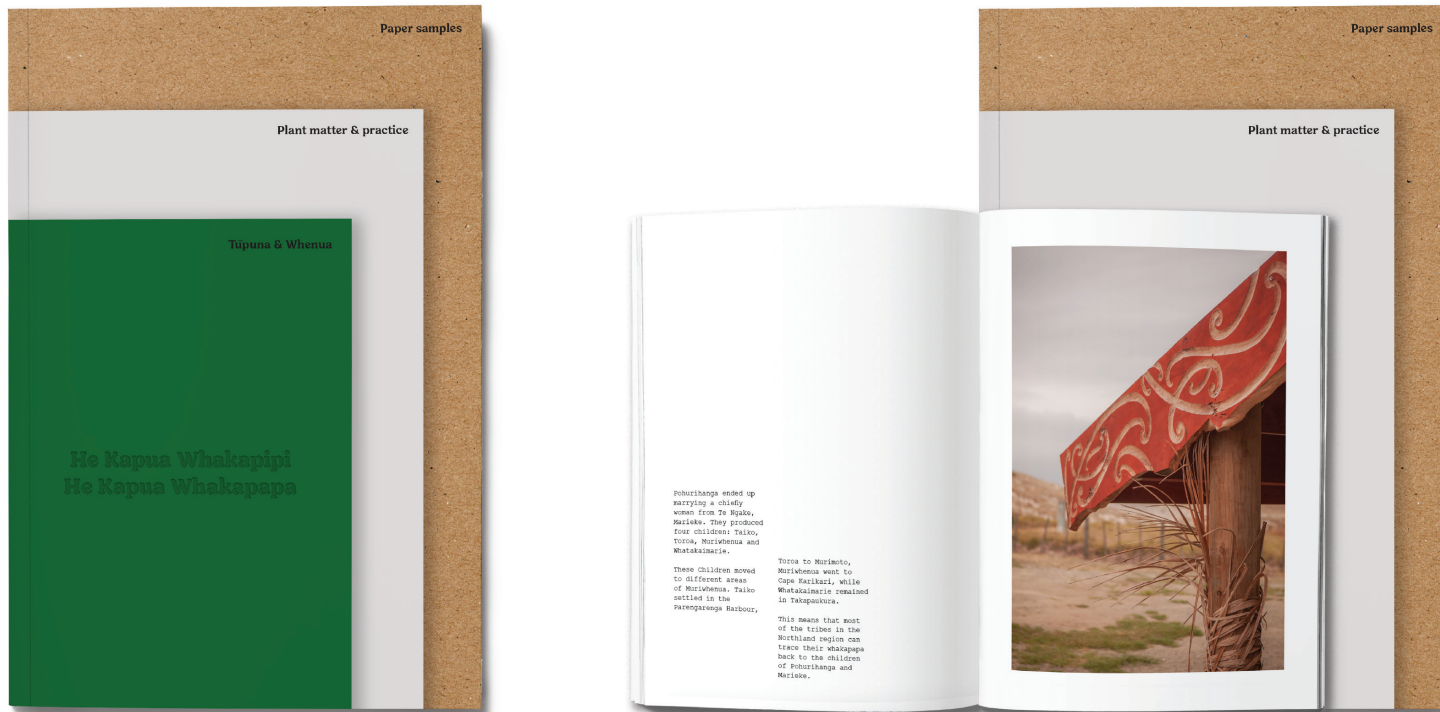 Paper samples
Plant matter & practice
Tūpuna & Whenua
He Kapua Whakapipi
He Kapua Whakapapa
Paper samples
Plant matter & practice
Pohurihanga ended up
marrying a chiefly
woman from Te Ngake,
Marieke. They produced
four children: Taiko,
Toroa, Muriwhenua and
Whatakaimarie.
These Children moved
to different areas
of Muriwhenua. Taiko
settled in the
Parengarenga Harbour,
Toroa to Murimoto,
Muriwhenua went to
Cape Karikari, while
Whatakaimarie remained
in Takapaukura.
This means that most
of the tribes in the
Northland region can
trace their whakapapa
back to the children
of Pohurihanga and
Marieke.